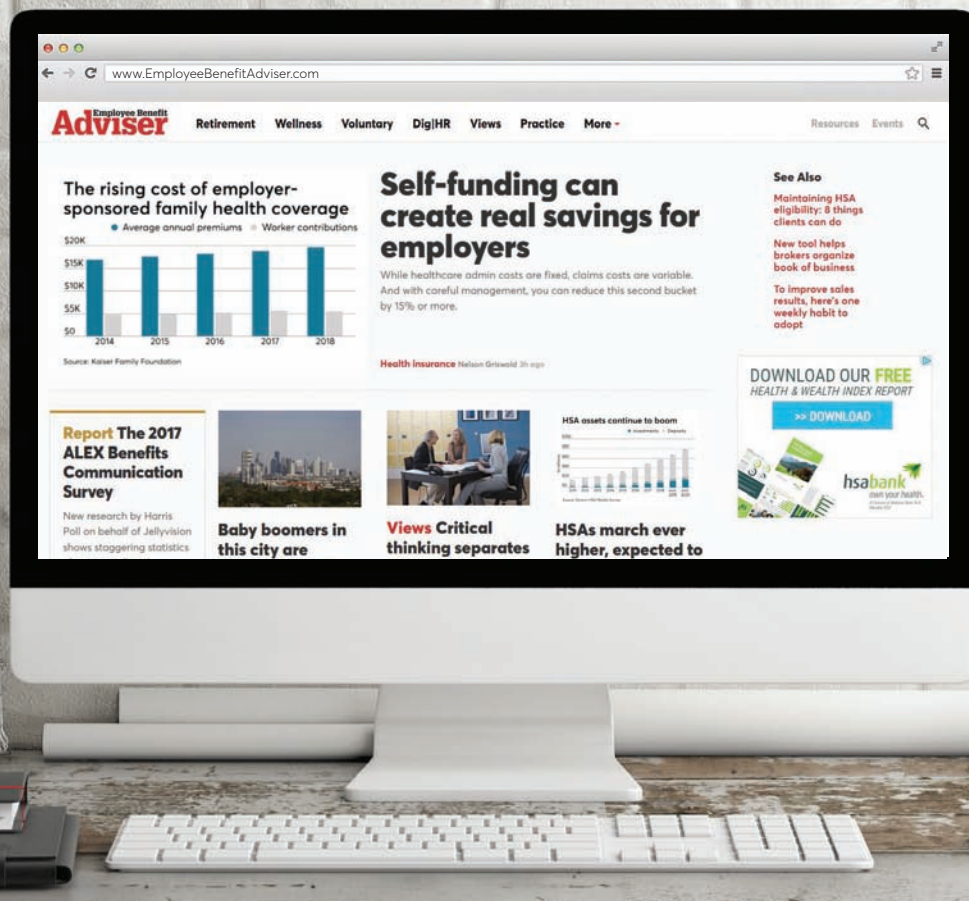 www.EmployeeBenefitAdviser.com
Employee Benefit
Adviser
Retirement Wellness Voluntary Dig|HR Views Practice More
Resources Events
The rising cost of employer-
sponsored family health coverage
Average annual premiums Worker contributions
$20K
$15K
$10K
$5K
$0
2014 2015 2016 2017 2018
Source: Kaiser Family Foundation
Self-funding can
create real savings for
employers
While healthcare admin costs are fixed, claims costs are variable.
And with careful management, you can reduce this second bucket
by 15% or more.
Health insurance Nelson Griswold 3h ago
See Also
Maintaining HSA
eligibility: 8 things
clients can do
New tool helps
brokers organize
book of business
To improve sales
results, here's one
weekly habit to
adopt
DOWNLOAD OUR FREE
HEALTH & WEALTH INDEX REPORT
>> DOWNLOAD
hsabank
own your health.
Report The 2017
ALEX Benefits
Communication
Survey
New research by Harris
Poll on behalf of Jellyvision
shows staggering statistics
Baby boomers in
this city are
Views Critical
thinking separates
HSA assets continue to boom
Investments Deposits
HSAs march ever
higher, expected to